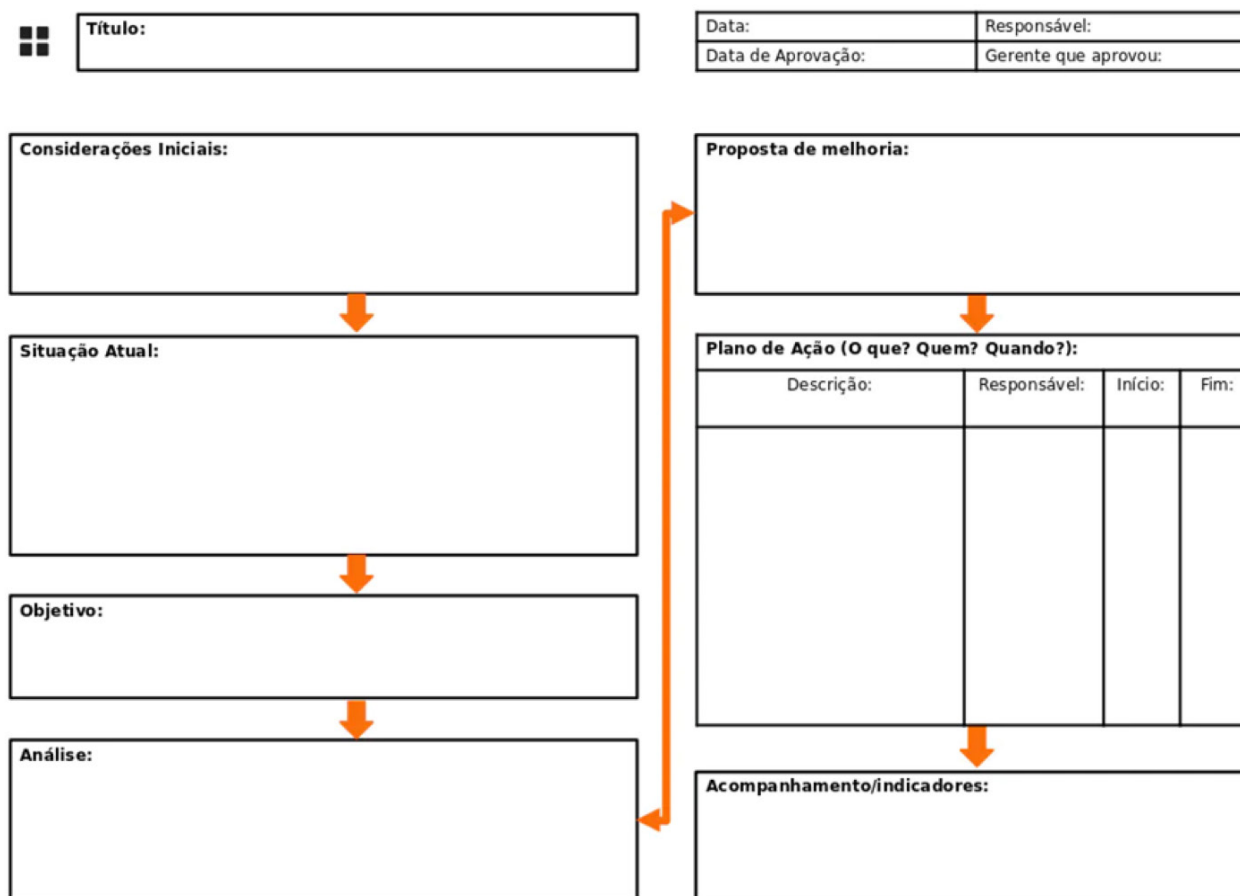 Título:
Data:
Responsável:
Data de Aprovação:
Gerente que aprovou:
Considerações Iniciais:
Situação Atual:
Objetivo:
Análise:
Proposta de melhoria:
Plano de Ação (O que? Quem? Quando?):
Descrição:
Responsável:
Início:
Fim:
Acompanhamento/indicadores: